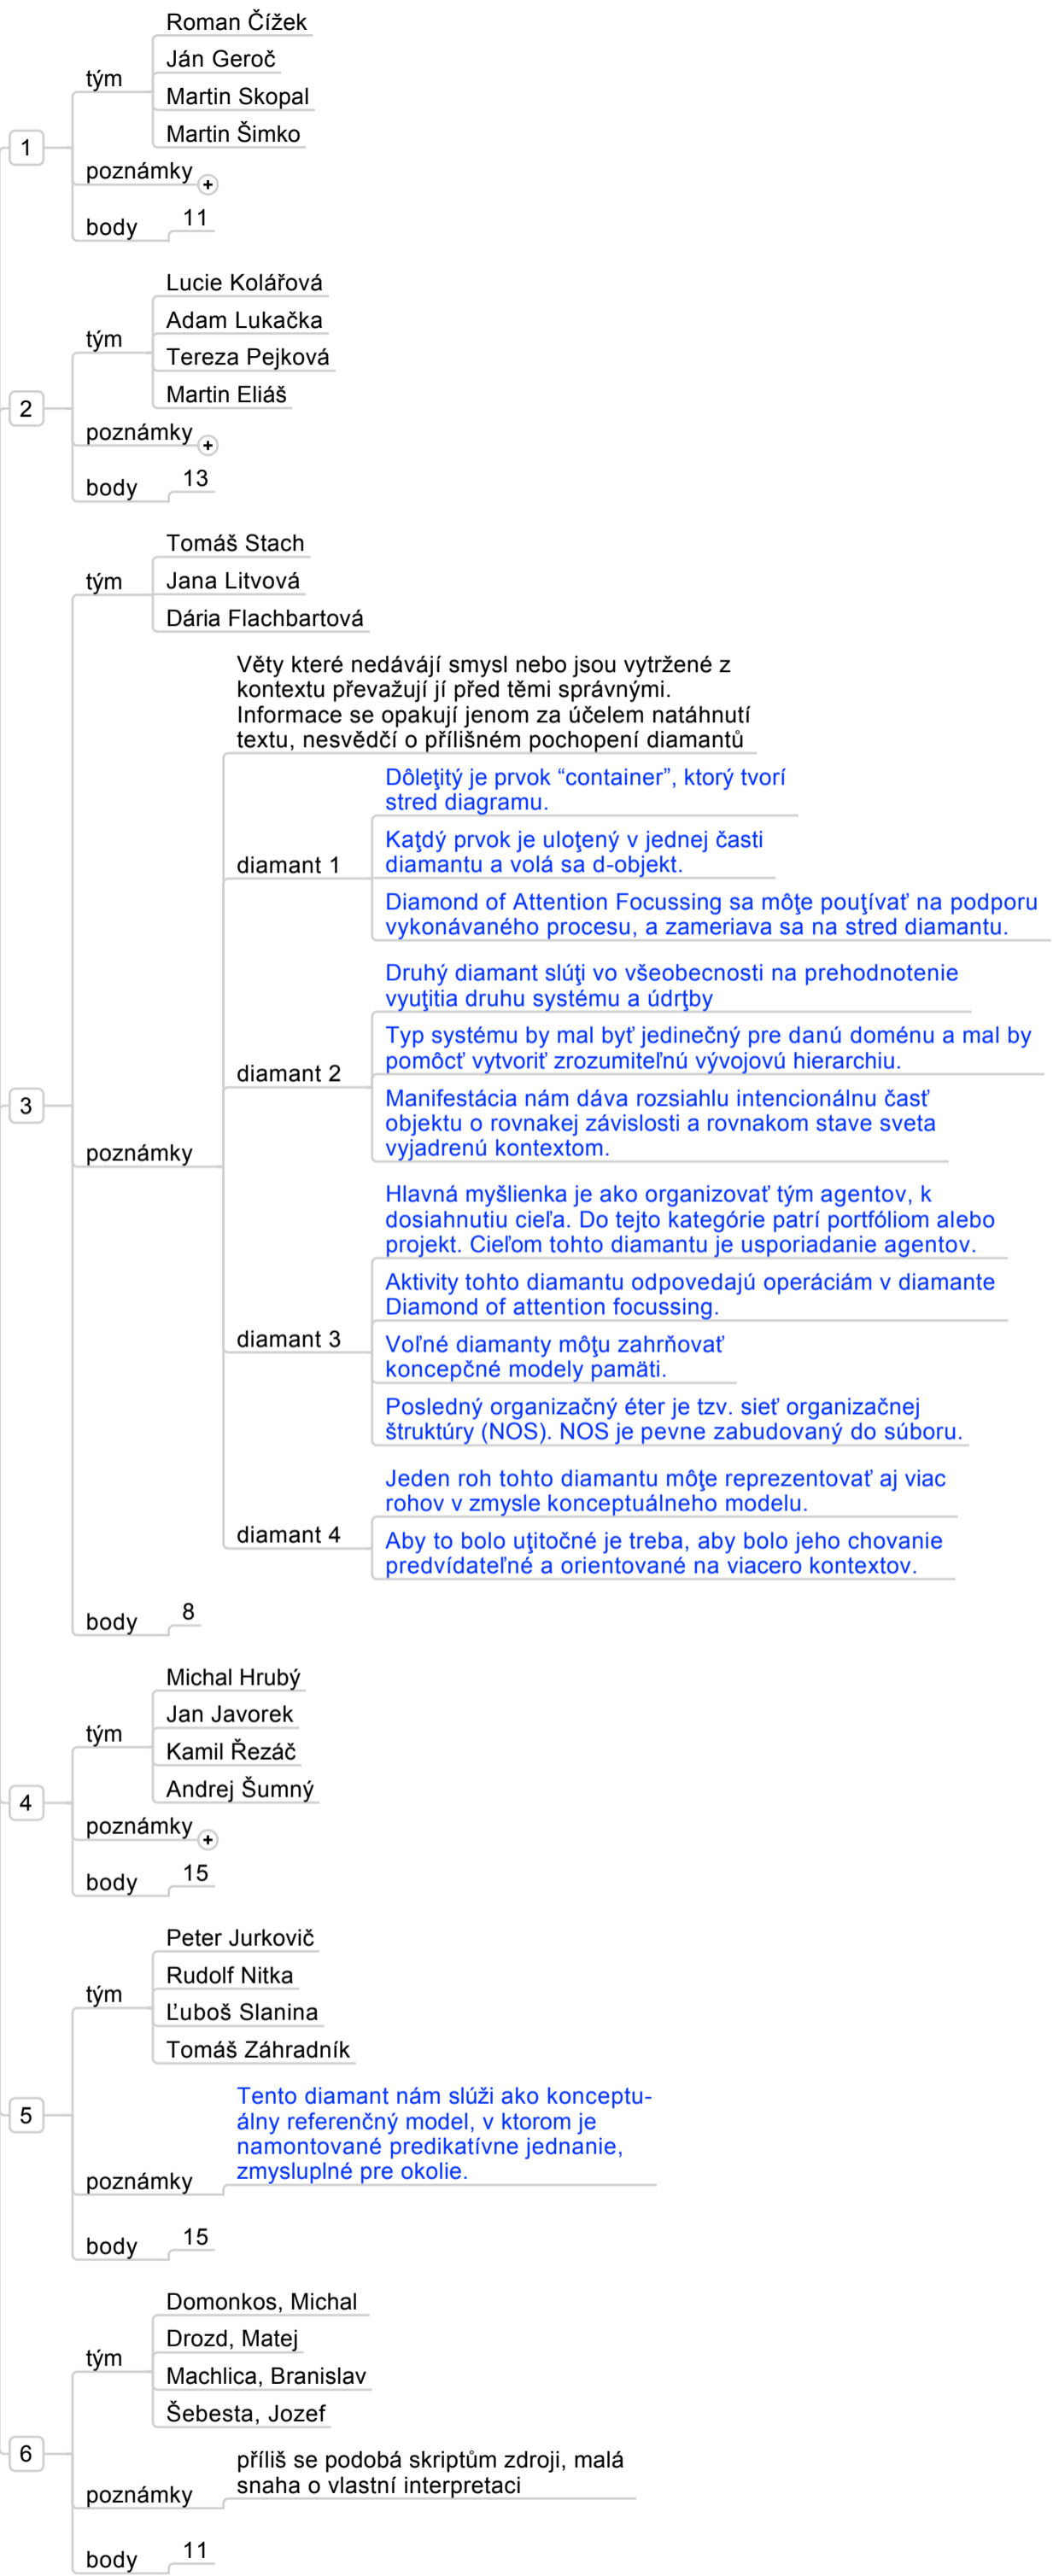 1
tým
Roman Čížek
Ján Geroč
Martin Skopal
Martin Šimko
poznámky
body
11
2
tým
Lucie Kolářová
Adam Lukačka
Tereza Pejková
Martin Eliáš
poznámky
body
13
3
tým
Tomáš Stach
Jana Litvová
Dária Flachbartová
poznámky
Věty které nedávájí smysl nebo jsou vytržené z
kontextu převažují jí před těmi správnými.
Informace se opakují jenom za účelem natáhnutí
textu, nesvědčí o přílišném pochopení diamantů
diamant 1
Dôleţitý je prvok “container”, ktorý tvorí
stred diagramu.
Kaţdý prvok je uloţený v jednej časti
diamantu a volá sa d-objekt.
Diamond of Attention Focussing sa môţe pouţívať na podporu
vykonávaného procesu, a zameriava sa na stred diamantu.
diamant 2
Druhý diamant slúţi vo všeobecnosti na prehodnotenie
vyuţitia druhu systému a údrţby
Typ systému by mal byť jedinečný pre danú doménu a mal by
pomôcť vytvoriť zrozumiteľnú vývojovú hierarchiu.
Manifestácia nám dáva rozsiahlu intencionálnu časť
objektu o rovnakej závislosti a rovnakom stave sveta
vyjadrenú kontextom.
diamant 3
Hlavná myšlienka je ako organizovať tým agentov, k
dosiahnutiu cieľa. Do tejto kategórie patrí portfóliom alebo
projekt. Cieľom tohto diamantu je usporiadanie agentov.
Aktivity tohto diamantu odpovedajú operáciám v diamante
Diamond of attention focussing.
Voľné diamanty môţu zahrňovať
koncepčné modely pamäti.
Posledný organizačný éter je tzv. sieť organizačnej
štruktúry (NOS). NOS je pevne zabudovaný do súboru.
diamant 4
Jeden roh tohto diamantu môţe reprezentovať aj viac
rohov v zmysle konceptuálneho modelu.
Aby to bolo uţitočné je treba, aby bolo jeho chovanie
predvídateľné a orientované na viacero kontextov.
body
8
4
tým
Michal Hrubý
Jan Javorek
Kamil Řezáč
Andrej Šumný
poznámky
body
15
5
tým
Peter Jurkovič
Rudolf Nitka
Ľuboš Slanina
Tomáš Záhradník
poznámky
Tento diamant nám slúži ako konceptu-
álny referenčný model, v ktorom je
namontované predikatívne jednanie,
zmysluplné pre okolie.
body
15
6
tým
Domonkos, Michal
Drozd, Matej
Machlica, Branislav
Šebesta, Jozef
poznámky
příliš se podobá skriptům zdroji, malá
snaha o vlastní interpretaci
body
11